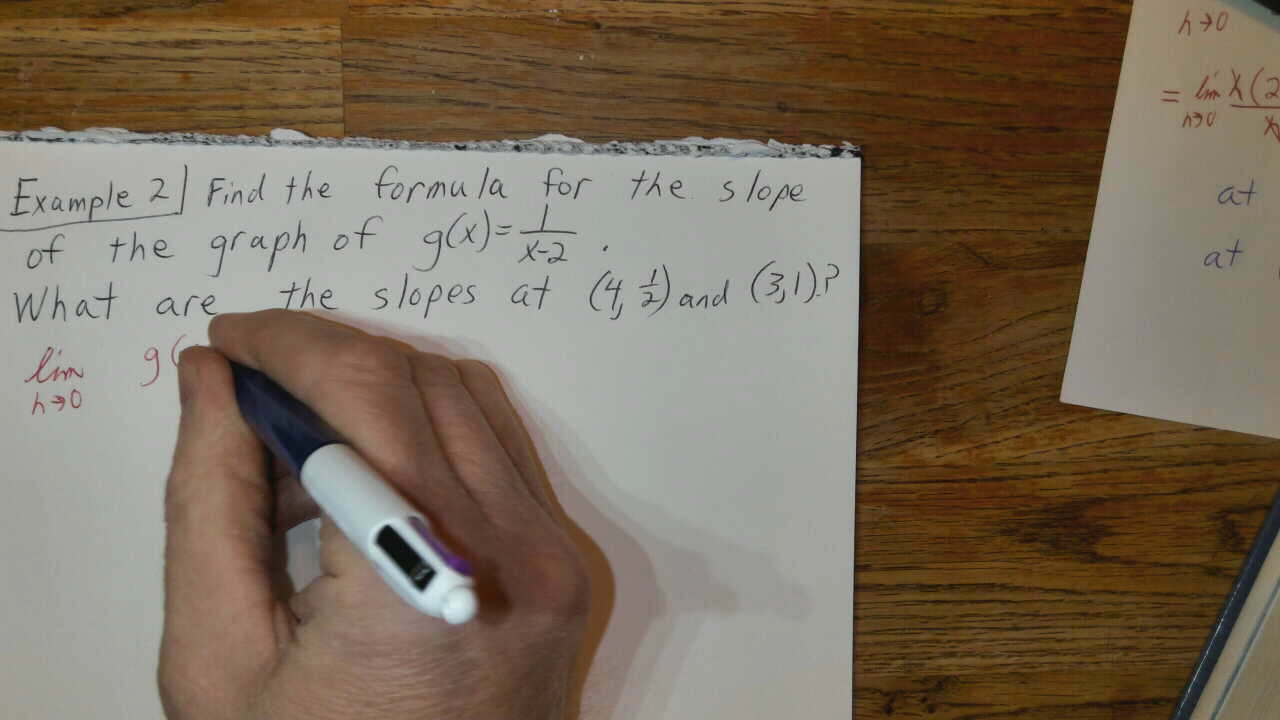 Example 2 Find the formula for the slope
of the graph of g(x)=1/(x-2).
What are the slopes at (4, 1/2) and (3,1)?
lim g(
h→0
h→0
= lim h(2
h→0 h
at
at